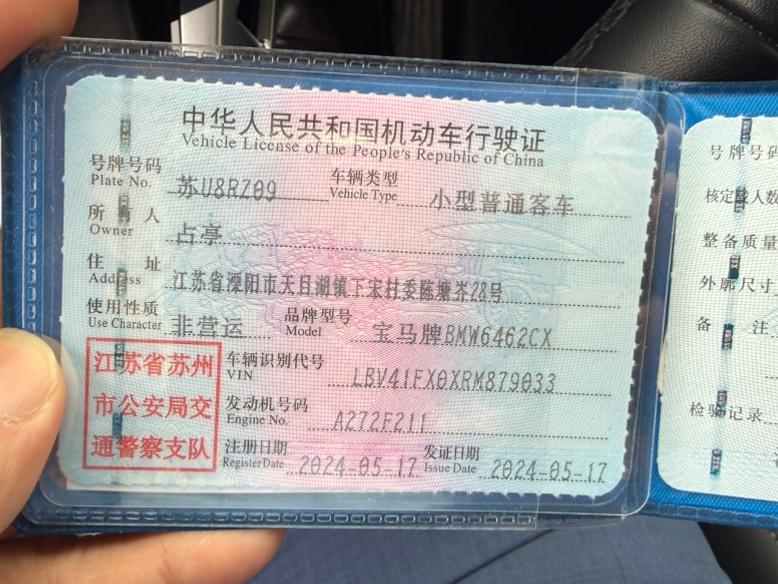 中华人民共和国机动车行驶证
Vehicle License of the People's Republic of China
号牌号码 苏U8RZ09 车辆类型 小型普通客车
Plate No. Vehicle Type
所有人 占亭
Owner
住址 江苏省溧阳市天目湖镇下宋村委陈塘岕28号
Address
使用性质 非营运 品牌型号 宝马牌BMW6462CX
Use Character Model
江苏省苏州
市公安局交
通警察支队
车辆识别代号 LBV41FX0XRM879033
VIN
发动机号码 A272F211
Engine No.
注册日期 2024-05-17 发证日期 2024-05-17
Register Date Issue Date
号牌号码
核定载人数
整备质量
外廓尺寸
备注
检验记录